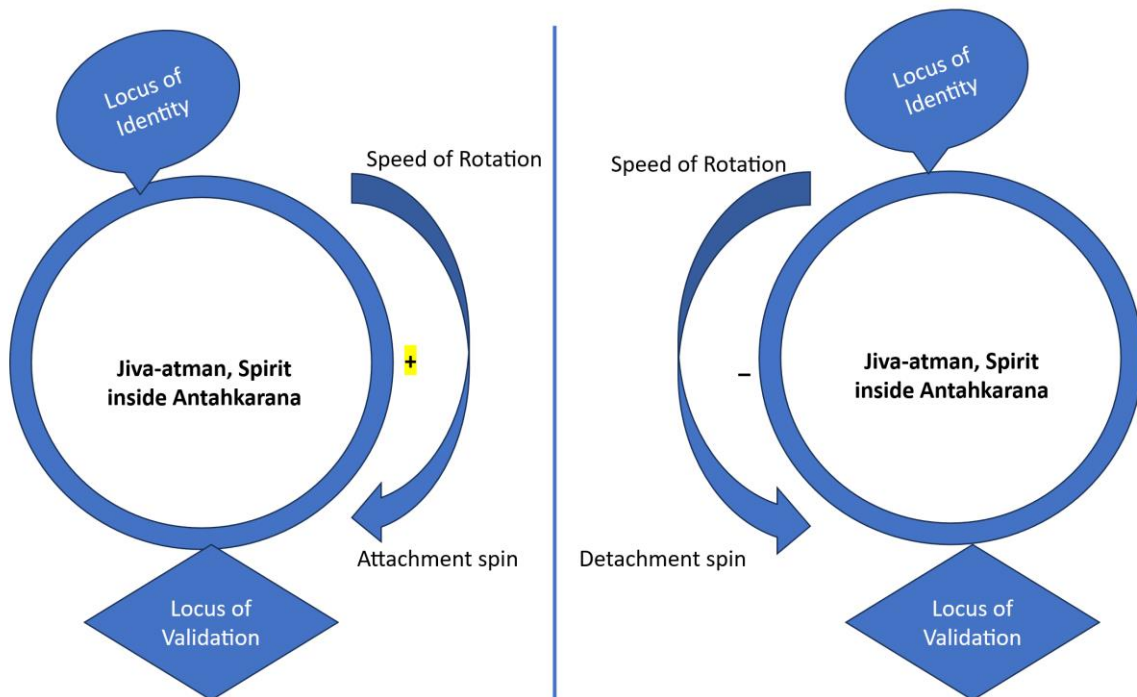 Locus of
Identity
Speed of Rotation
Jiva-atman, Spirit
inside Antahkarana
+
Attachment spin
Locus of
Validation
Locus of
Identity
Speed of Rotation
–
Jiva-atman, Spirit
inside Antahkarana
Detachment spin
Locus of
Validation